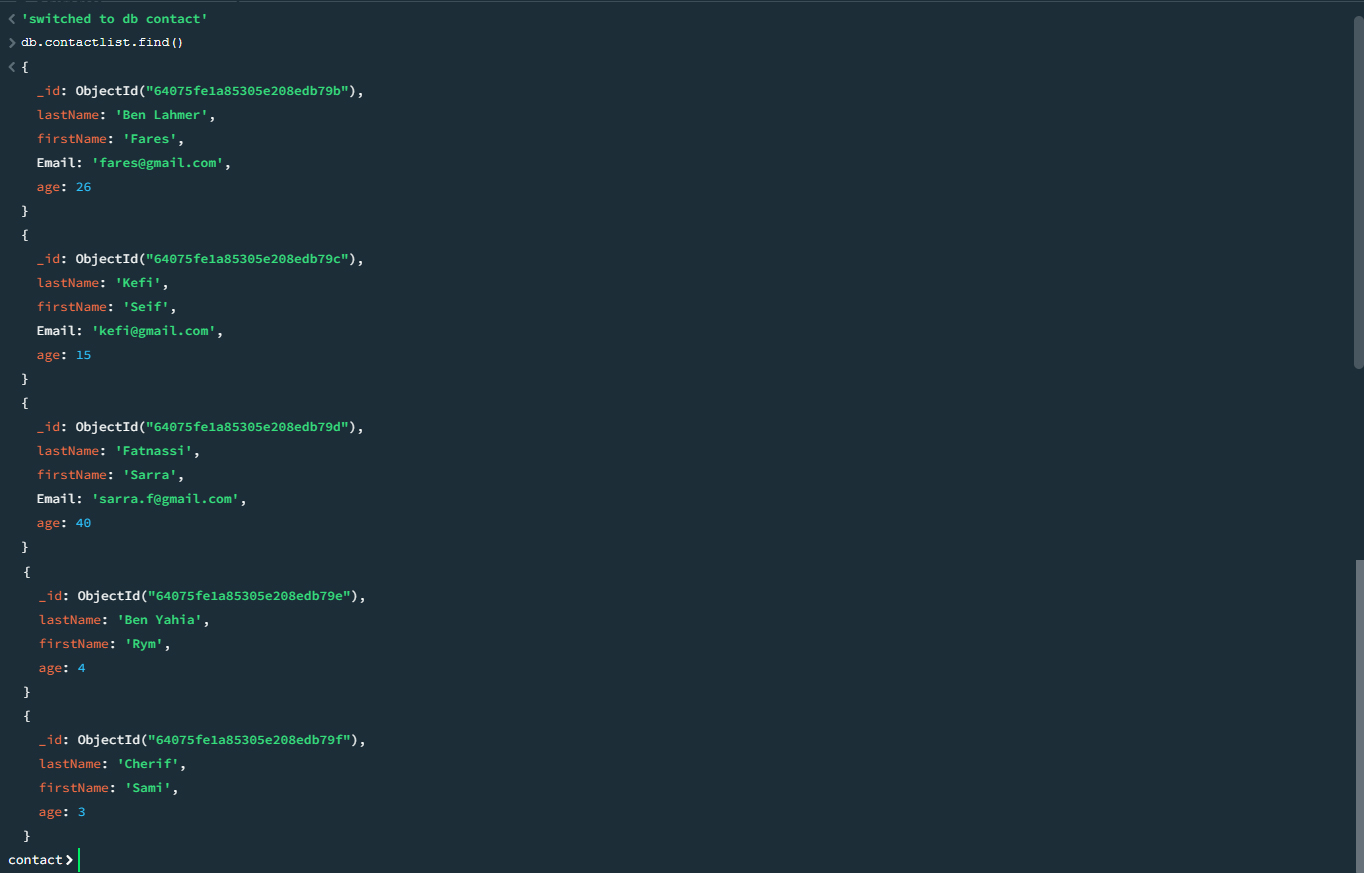 'switched to db contact'
db.contactlist.find()
{
_id: ObjectId("64075fe1a85305e208edb79b"),
lastName: 'Ben Lahmer',
firstName: 'Fares',
Email: 'fares@gmail.com',
age: 26
}
{
_id: ObjectId("64075fe1a85305e208edb79c"),
lastName: 'Kefi',
firstName: 'Seif',
Email: 'kefi@gmail.com',
age: 15
}
{
_id: ObjectId("64075fe1a85305e208edb79d"),
lastName: 'Fatnassi',
firstName: 'Sarra',
Email: 'sarra.f@gmail.com',
age: 40
}
{
_id: ObjectId("64075fe1a85305e208edb79e"),
lastName: 'Ben Yahia',
firstName: 'Rym',
age: 4
}
{
_id: ObjectId("64075fe1a85305e208edb79f"),
lastName: 'Cherif',
firstName: 'Sami',
age: 3
}
contact>